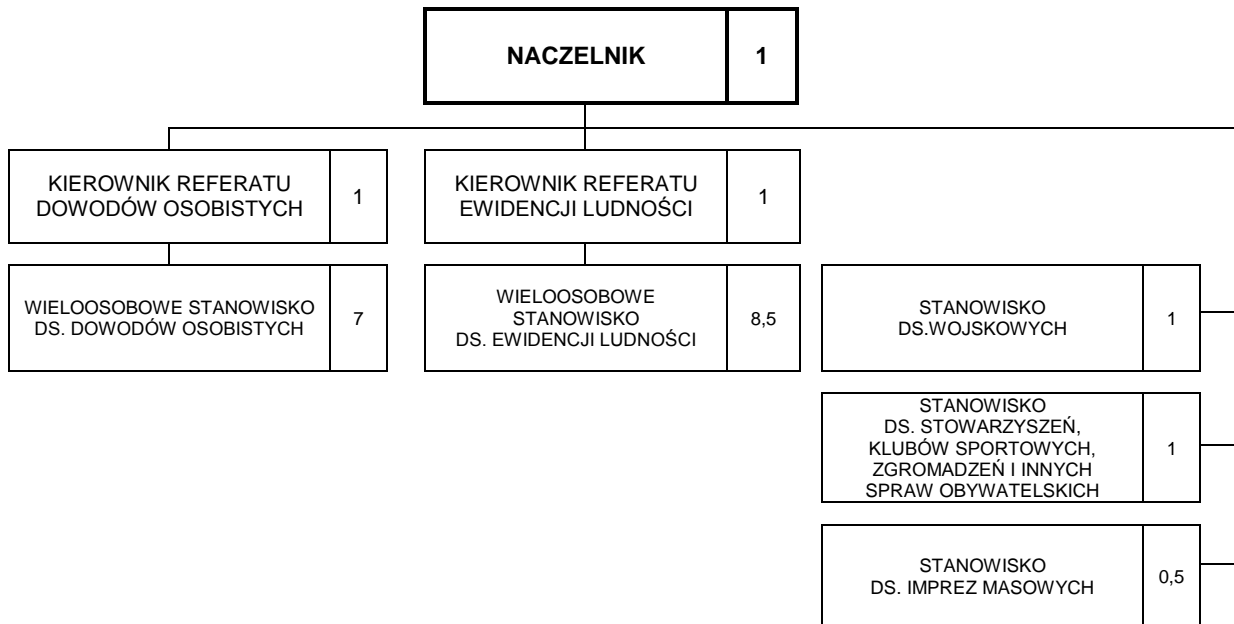 NACZELNIK
1
KIEROWNIK REFERATU
DOWODÓW OSOBISTYCH
1
KIEROWNIK REFERATU
EWIDENCJI LUDNOŚCI
1
WIELOOSOBOWE STANOWISKO
DS. DOWODÓW OSOBISTYCH
7
WIELOOSOBOWE
STANOWISKO
DS. EWIDENCJI LUDNOŚCI
8,5
STANOWISKO
DS.WOJSKOWYCH
1
STANOWISKO
DS. STOWARZYSZEŃ,
KLUBÓW SPORTOWYCH,
ZGROMADZEŃ I INNYCH
SPRAW OBYWATELSKICH
1
STANOWISKO
DS. IMPREZ MASOWYCH
0,5